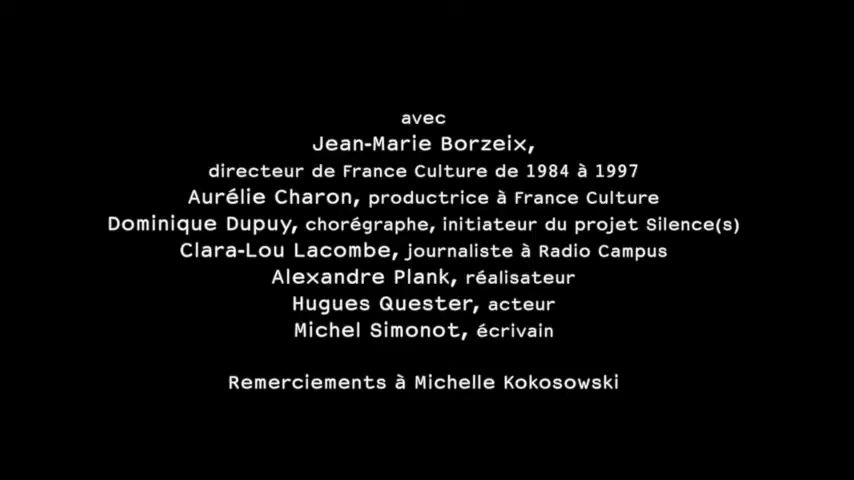 avec
Jean-Marie Borzeix,
directeur de France Culture de 1984 à 1997
Aurélie Charon, productrice à France Culture
Dominique Dupuy, chorégraphe, initiateur du projet Silence(s)
Clara-Lou Lacombe, journaliste à Radio Campus
Alexandre Plank, réalisateur
Hugues Quester, acteur
Michel Simonot, écrivain
Remerciements à Michelle Kokosowski